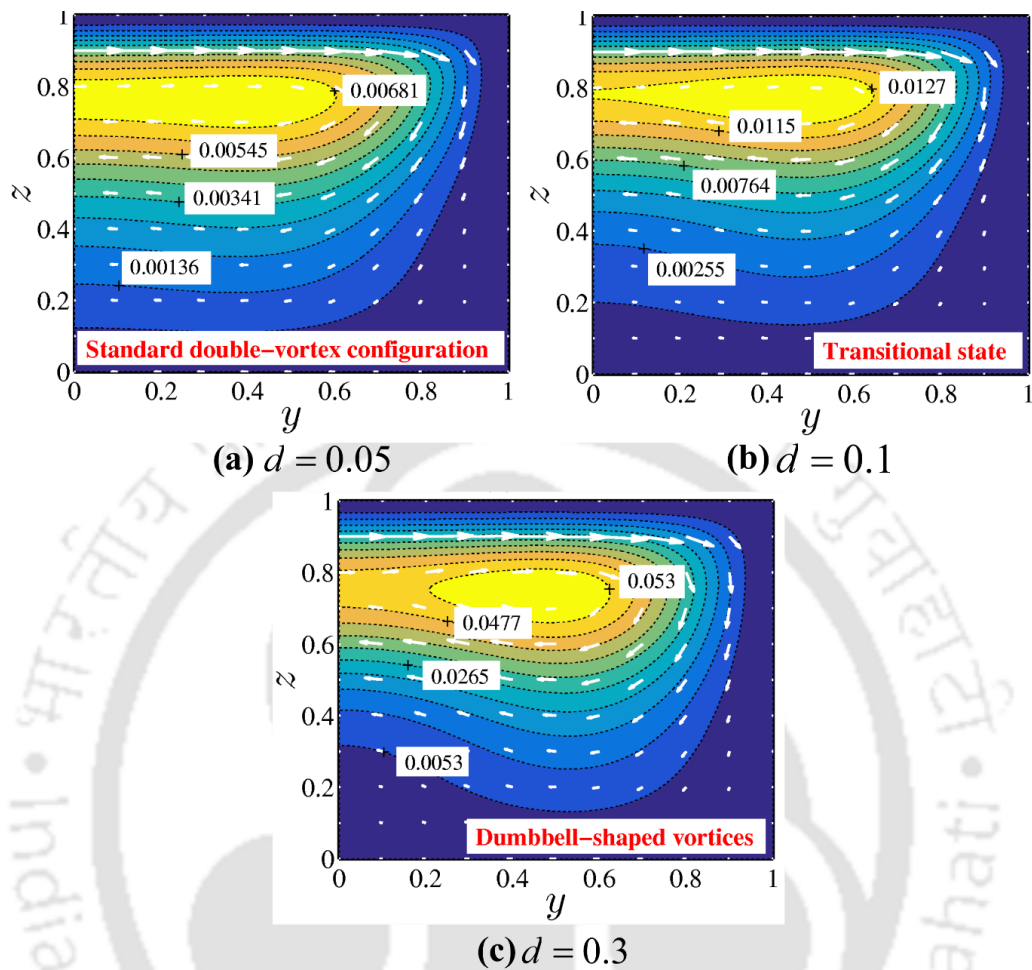 1
0.8
0.6
0.4
0.2
0
z
0.00681
0.00545
0.00341
0.00136
Standard double-vortex configuration
0 0.2 0.4 0.6 0.8 1
y
(a) d = 0.05
1
0.8
0.6
0.4
0.2
0
z
0.0127
0.0115
0.00764
0.00255
Transitional state
0 0.2 0.4 0.6 0.8 1
y
(b) d = 0.1
1
0.8
0.6
0.4
0.2
0
z
0.053
0.0477
0.0265
0.0053
Dumbbell-shaped vortices
0 0.2 0.4 0.6 0.8 1
y
(c) d = 0.3
India
hati